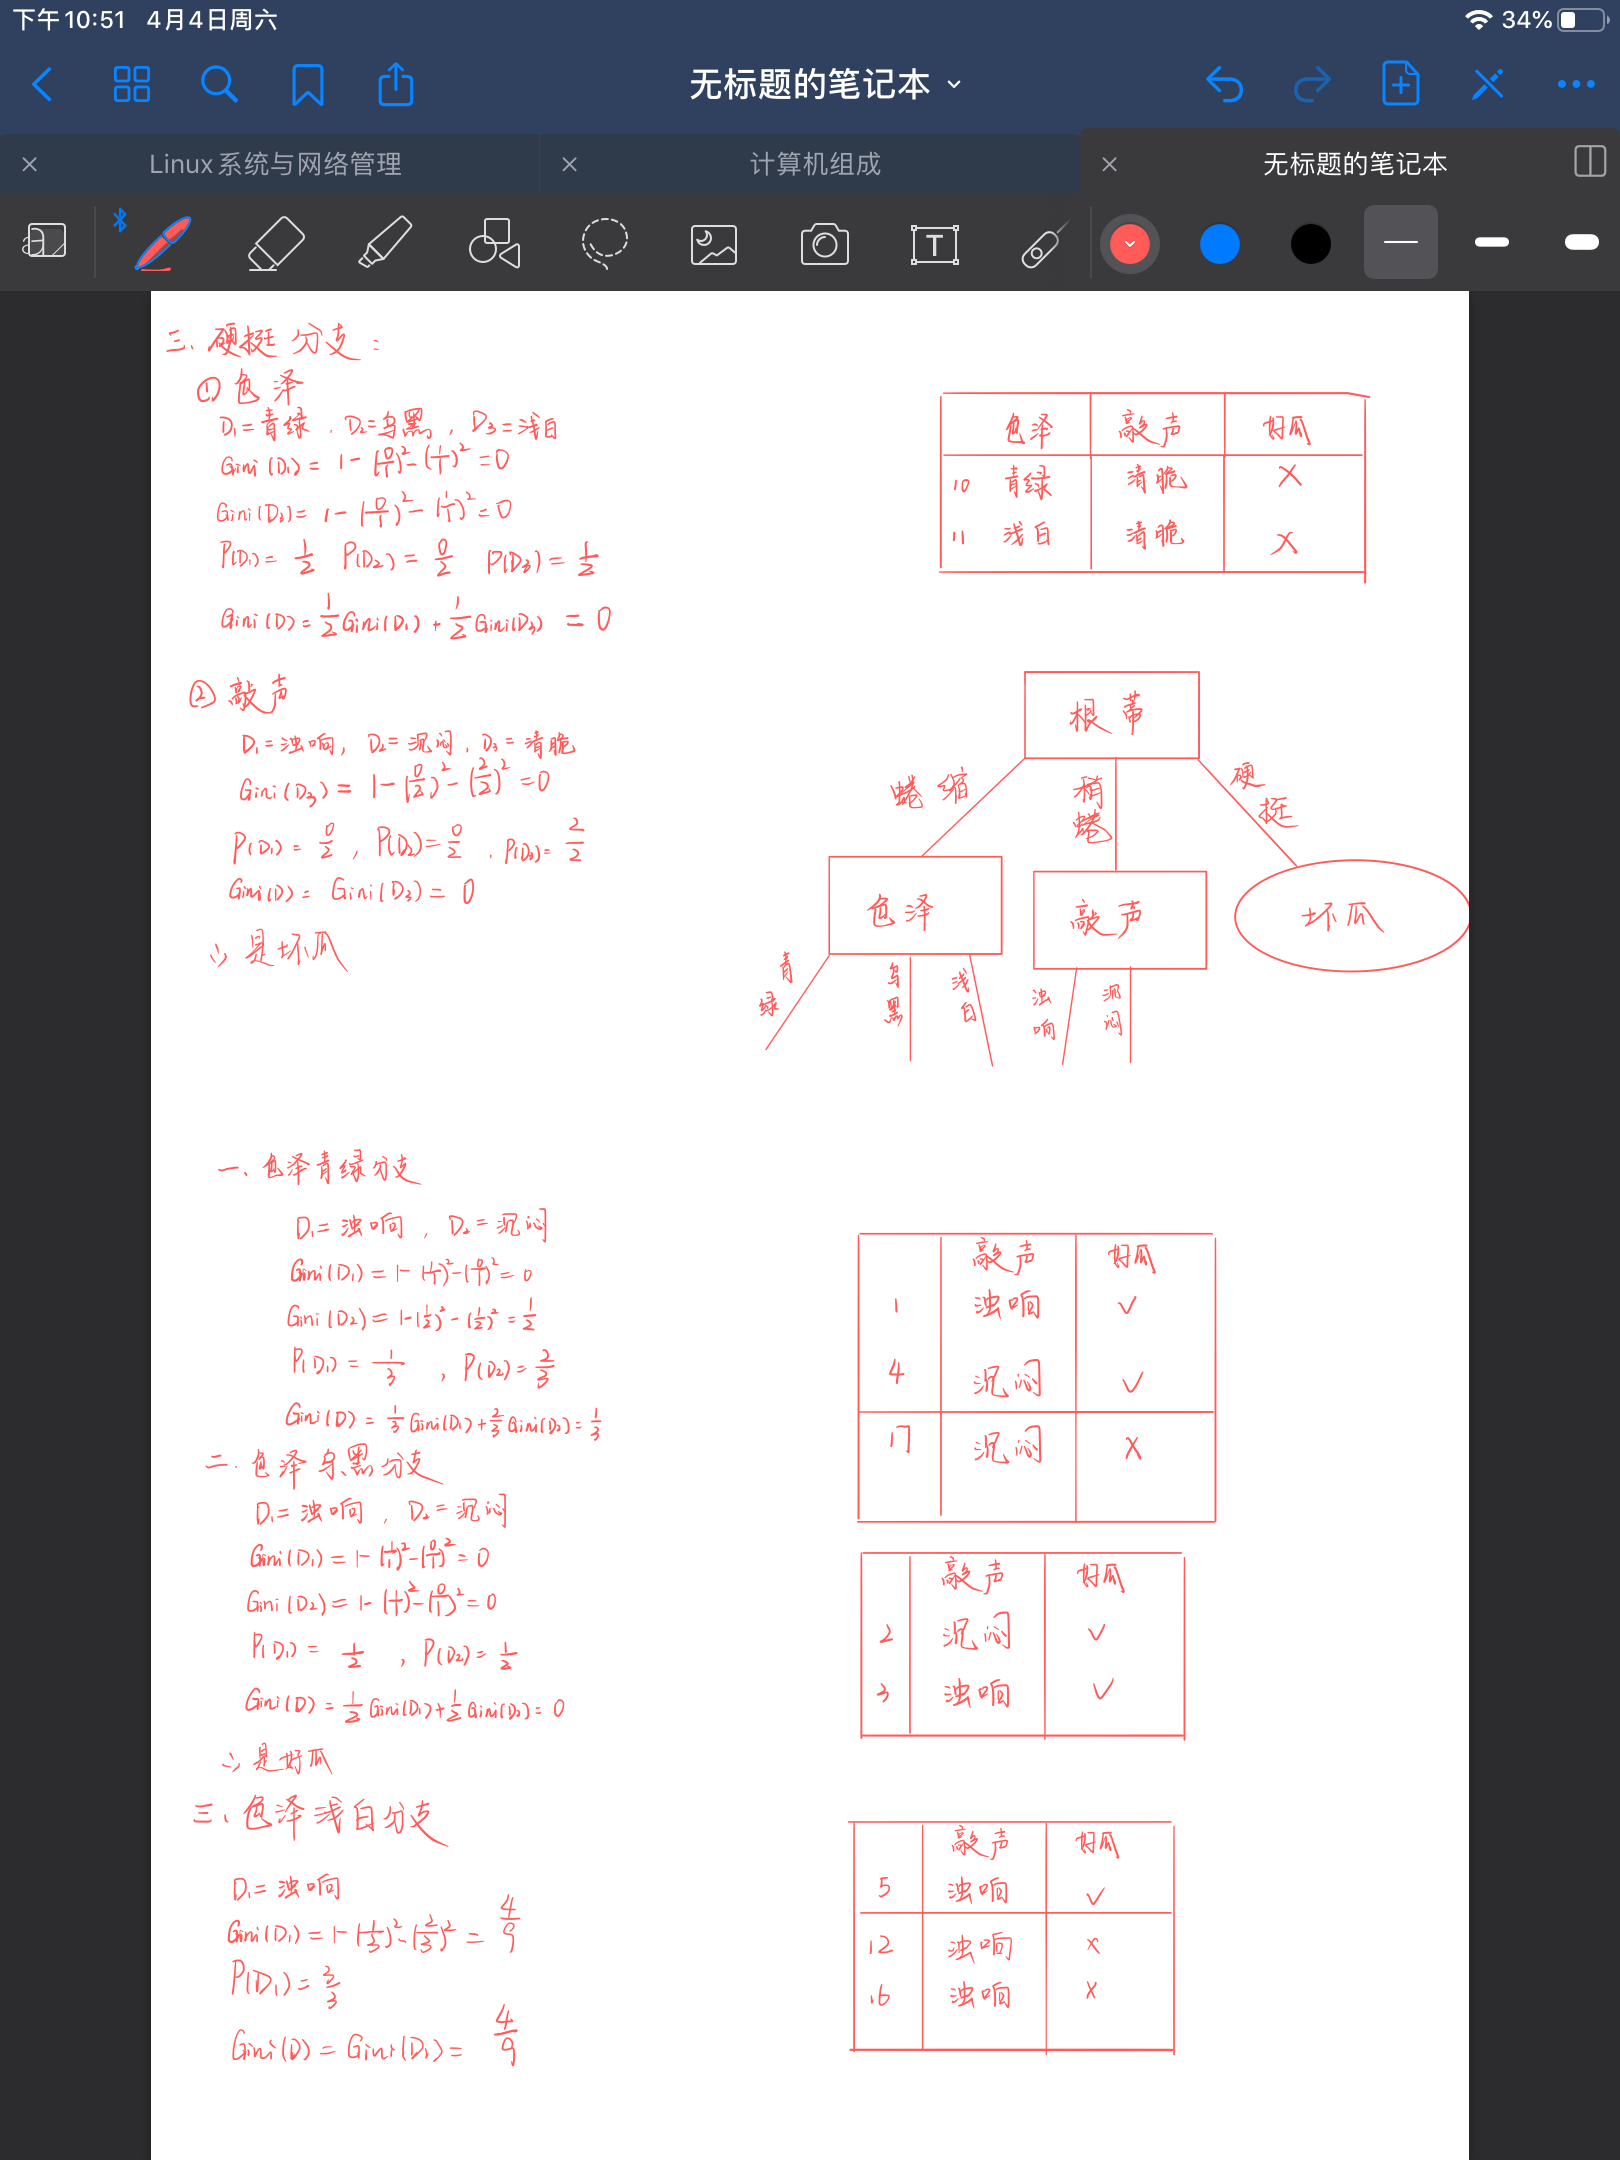 下午10:51 4月4日周六 34%
无标题的笔记本
Linux系统与网络管理 计算机组成 无标题的笔记本
三、硬挺分支：
① 色泽
D₁=青绿，D₂=乌黑，D₃=浅白
Gini(D₁)= 1-(0/1)²-(1/1)²=0
Gini(D₃)= 1-(0/1)²-(1/1)²=0
P(D₁)= 1/2 P(D₂)= 0/2 P(D₃)= 1/2
Gini(D)= 1/2 Gini(D₁) + 1/2 Gini(D₃) = 0
色泽 敲声 好瓜
10 青绿 清脆 ×
11 浅白 清脆 ×
② 敲声
D₁=浊响，D₂=沉闷，D₃=清脆
Gini(D₃)= 1-(0/2)²-(2/2)²=0
P(D₁)= 0/2，P(D₂)= 0/2，P(D₃)= 2/2
Gini(D)= Gini(D₃)= 0
∴ 是坏瓜
根蒂
蜷缩 稍蜷 硬挺
色泽 敲声 坏瓜
青绿 乌黑 浅白 浊响 沉闷
一、色泽青绿分支
D₁=浊响，D₂=沉闷
Gini(D₁)=1-(1/1)²-(0/1)²=0
Gini(D₂)=1-(1/2)²-(1/2)²=1/2
P(D₁)= 1/3，P(D₂)= 2/3
Gini(D)= 1/3 Gini(D₁)+ 2/3 Gini(D₂)= 1/3
敲声 好瓜
1 浊响 ✓
4 沉闷 ✓
17 沉闷 ×
二、色泽乌黑分支
D₁=浊响，D₂=沉闷
Gini(D₁)=1-(1/1)²-(0/1)²=0
Gini(D₂)=1-(1/1)²-(0/1)²=0
P(D₁)= 1/2，P(D₂)= 1/2
Gini(D)= 1/2 Gini(D₁)+ 1/2 Gini(D₂)= 0
∴ 是好瓜
敲声 好瓜
2 沉闷 ✓
3 浊响 ✓
三、色泽浅白分支
D₁=浊响
Gini(D₁)=1-(1/3)²-(2/3)²= 4/9
P(D₁)= 3/3
Gini(D)= Gini(D₁)= 4/9
敲声 好瓜
5 浊响 ✓
12 浊响 ×
16 浊响 ×